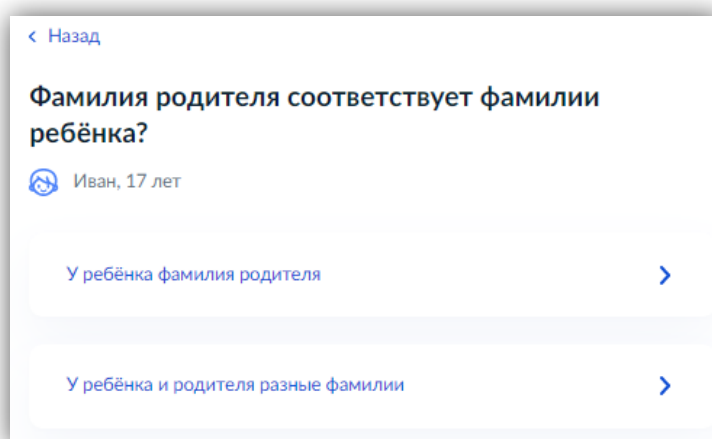 Назад
Фамилия родителя соответствует фамилии
ребёнка?
Иван, 17 лет
У ребёнка фамилия родителя
У ребёнка и родителя разные фамилии